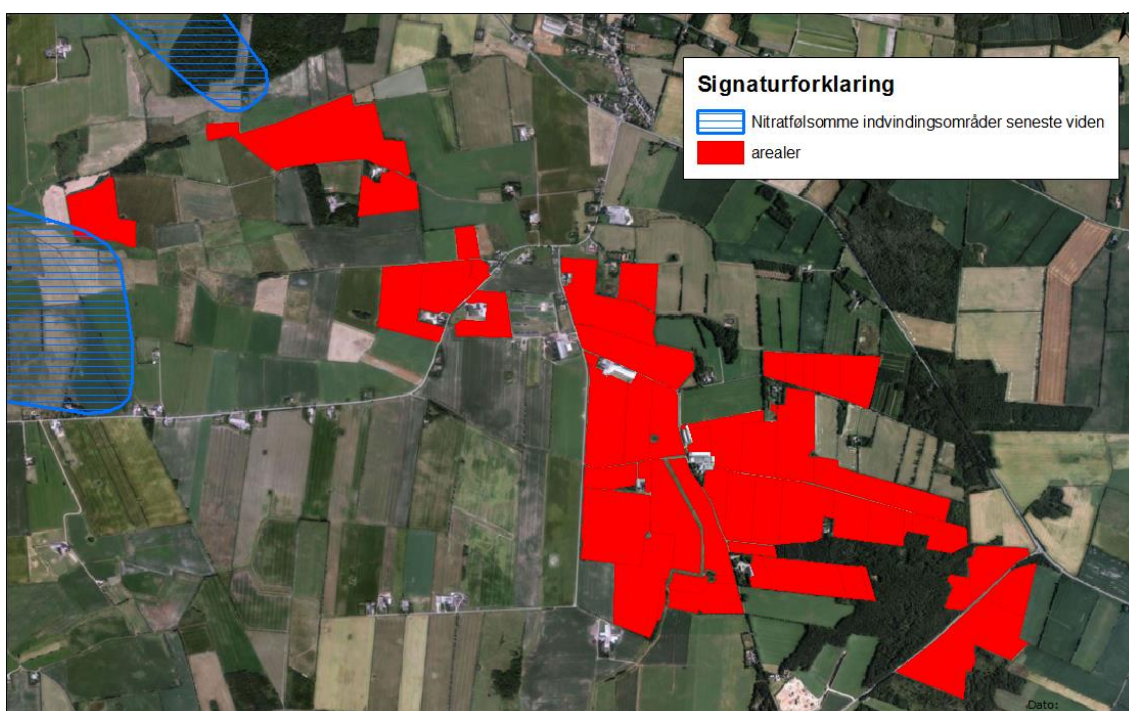 Signaturforklaring
Nitratfølsomme indvindingsområder seneste viden
arealer
Dato: